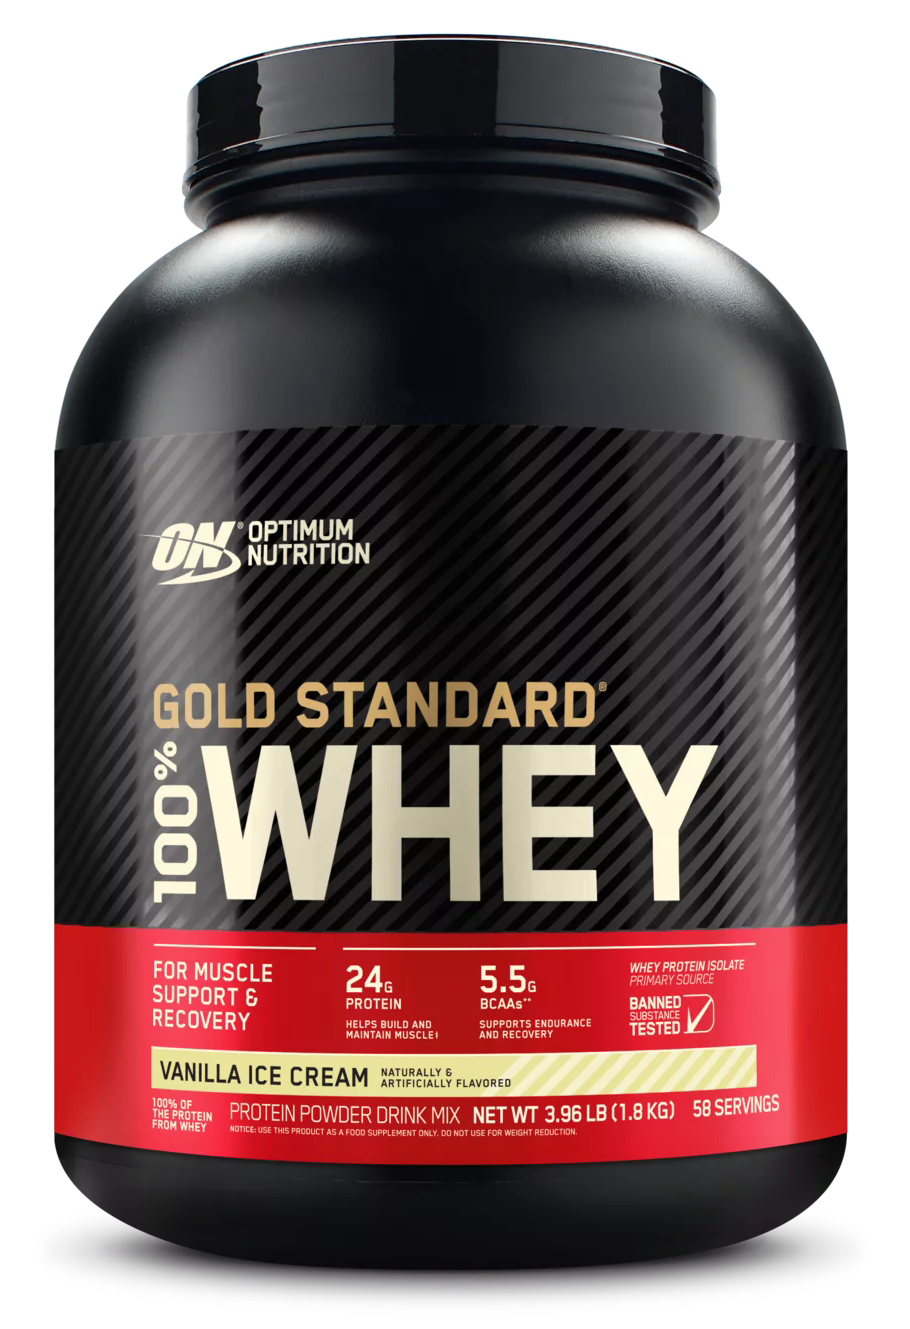 ON® OPTIMUM
NUTRITION
GOLD STANDARD®
100% WHEY
FOR MUSCLE
SUPPORT &
RECOVERY
24G
PROTEIN
HELPS BUILD AND
MAINTAIN MUSCLE‡
5.5G
BCAAs**
SUPPORTS ENDURANCE
AND RECOVERY
WHEY PROTEIN ISOLATE
PRIMARY SOURCE
BANNED
SUBSTANCE
TESTED
VANILLA ICE CREAM
NATURALLY &
ARTIFICIALLY FLAVORED
100% OF
THE PROTEIN
FROM WHEY
PROTEIN POWDER DRINK MIX NET WT 3.96 LB (1.8 KG) 58 SERVINGS
NOTICE: USE THIS PRODUCT AS A FOOD SUPPLEMENT ONLY. DO NOT USE FOR WEIGHT REDUCTION.